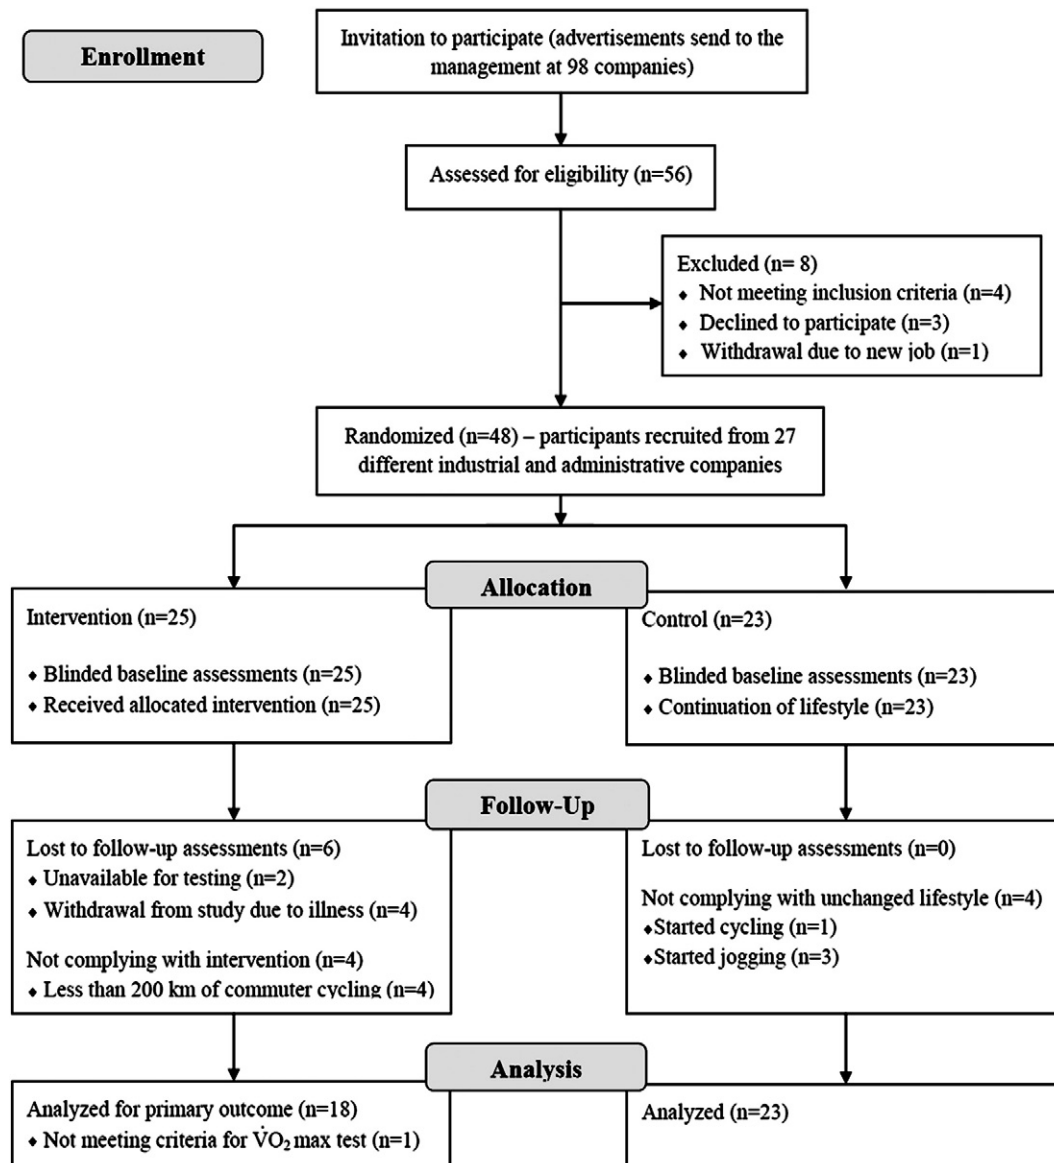 Enrollment
Invitation to participate (advertisements send to the
management at 98 companies)
Assessed for eligibility (n=56)
Excluded (n= 8)
♦ Not meeting inclusion criteria (n=4)
♦ Declined to participate (n=3)
♦ Withdrawal due to new job (n=1)
Randomized (n=48) – participants recruited from 27
different industrial and administrative companies
Allocation
Intervention (n=25)
♦ Blinded baseline assessments (n=25)
♦ Received allocated intervention (n=25)
Control (n=23)
♦ Blinded baseline assessments (n=23)
♦ Continuation of lifestyle (n=23)
Follow-Up
Lost to follow-up assessments (n=6)
♦ Unavailable for testing (n=2)
♦ Withdrawal from study due to illness (n=4)
Not complying with intervention (n=4)
♦ Less than 200 km of commuter cycling (n=4)
Lost to follow-up assessments (n=0)
Not complying with unchanged lifestyle (n=4)
♦Started cycling (n=1)
♦Started jogging (n=3)
Analysis
Analyzed for primary outcome (n=18)
♦ Not meeting criteria for V̇O₂ max test (n=1)
Analyzed (n=23)